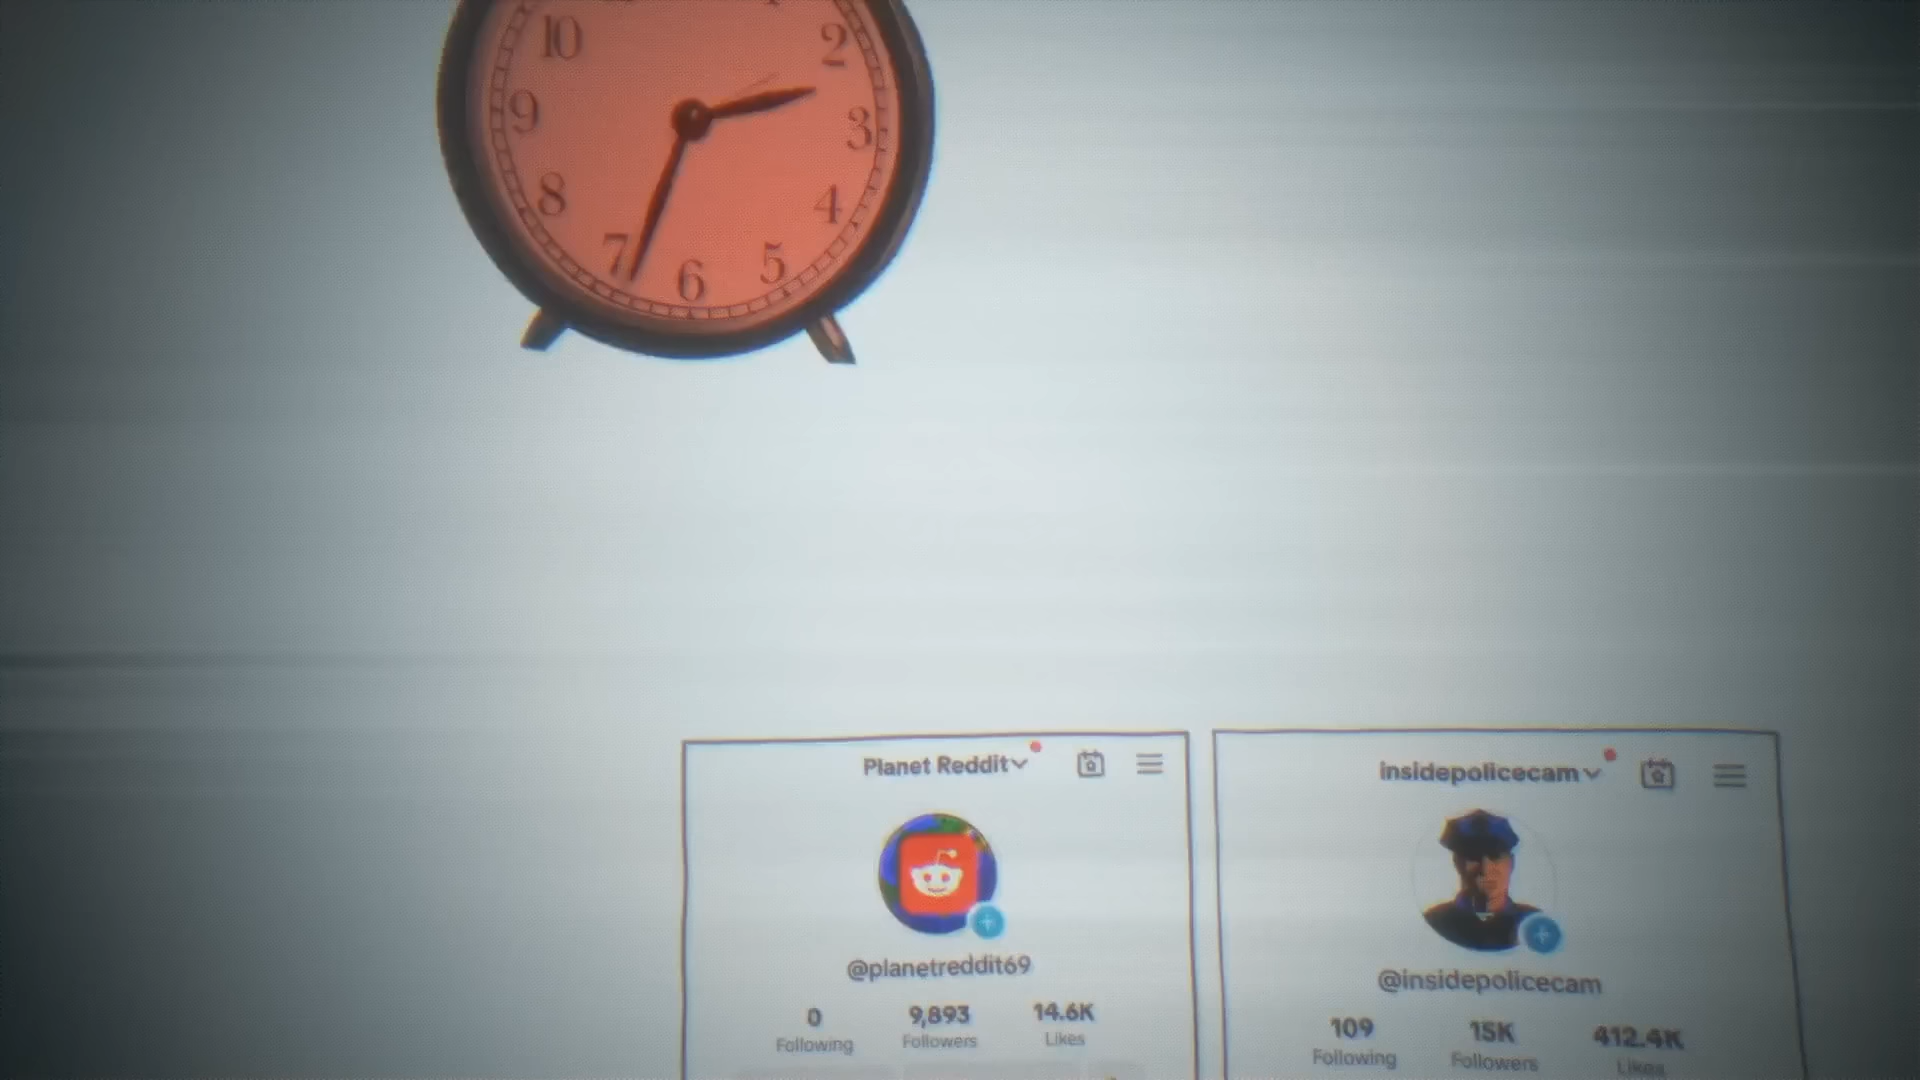 10
2
9
3
8
4
7
6
5
Planet Reddit
@planetreddit69
0
9,893
14.6K
Following
Followers
Likes
insidepolicecam
@insidepolicecam
109
15K
412.4K
Following
Followers
Likes